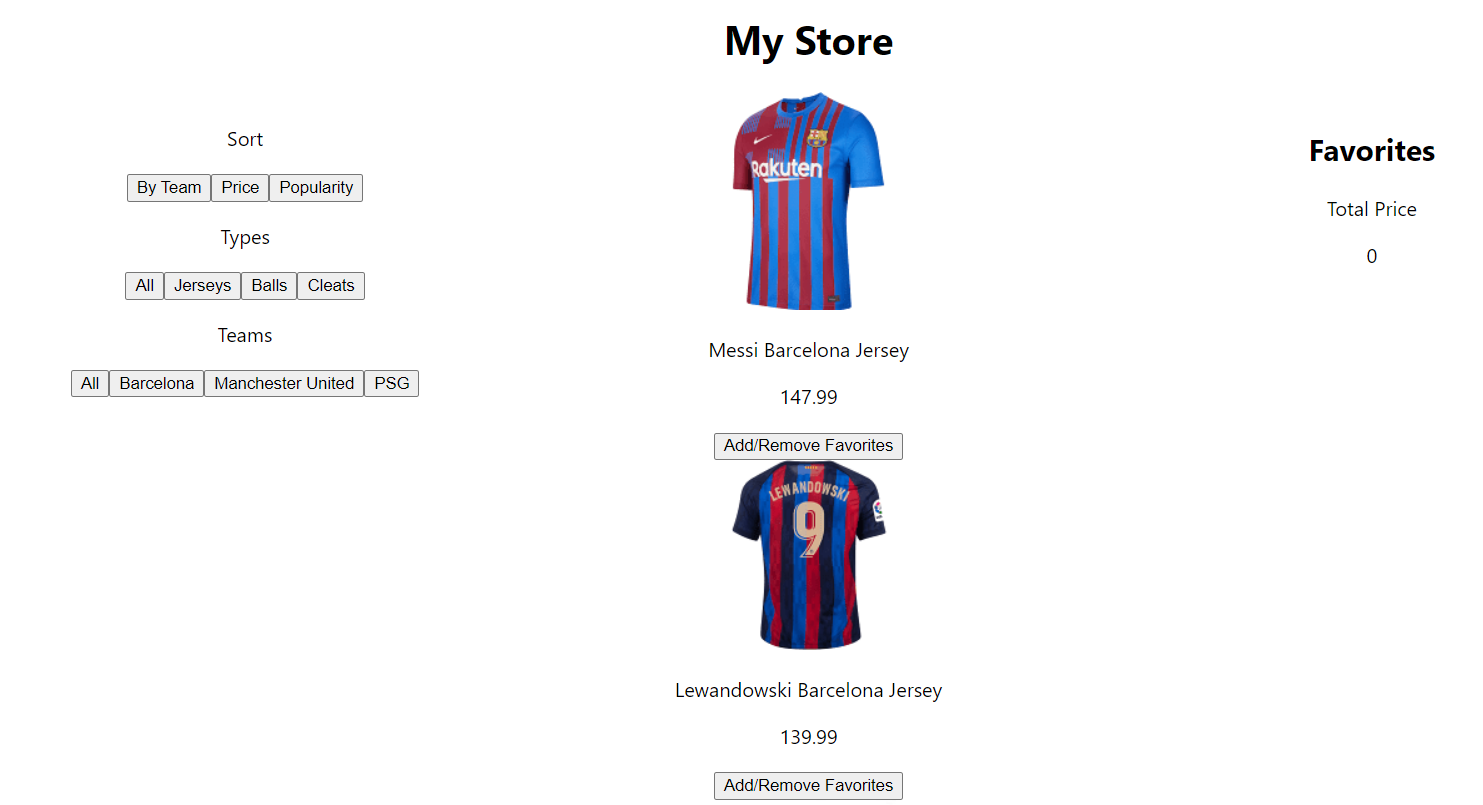 My Store
Sort
By Team Price Popularity
Types
All Jerseys Balls Cleats
Teams
All Barcelona Manchester United PSG
Rakuten
Messi Barcelona Jersey
147.99
Add/Remove Favorites
LEWANDOWSKI
9
Lewandowski Barcelona Jersey
139.99
Add/Remove Favorites
Favorites
Total Price
0